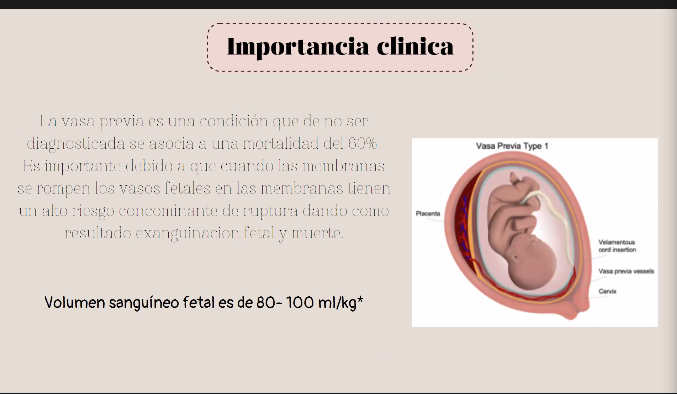 Importancia clinica
La vasa previa es una condición que de no ser
diagnosticada se asocia a una mortalidad del 60%
Es importante debido a que cuando las membranas
se rompen los vasos fetales en las membranas tienen
un alto riesgo concominante de ruptura dando como
resultado exanguinacion fetal y muerte.
Volumen sanguíneo fetal es de 80- 100 ml/kg*
Vasa Previa Type 1
Placenta
Velamentous
cord insertion
Vasa previa vessels
Cervix